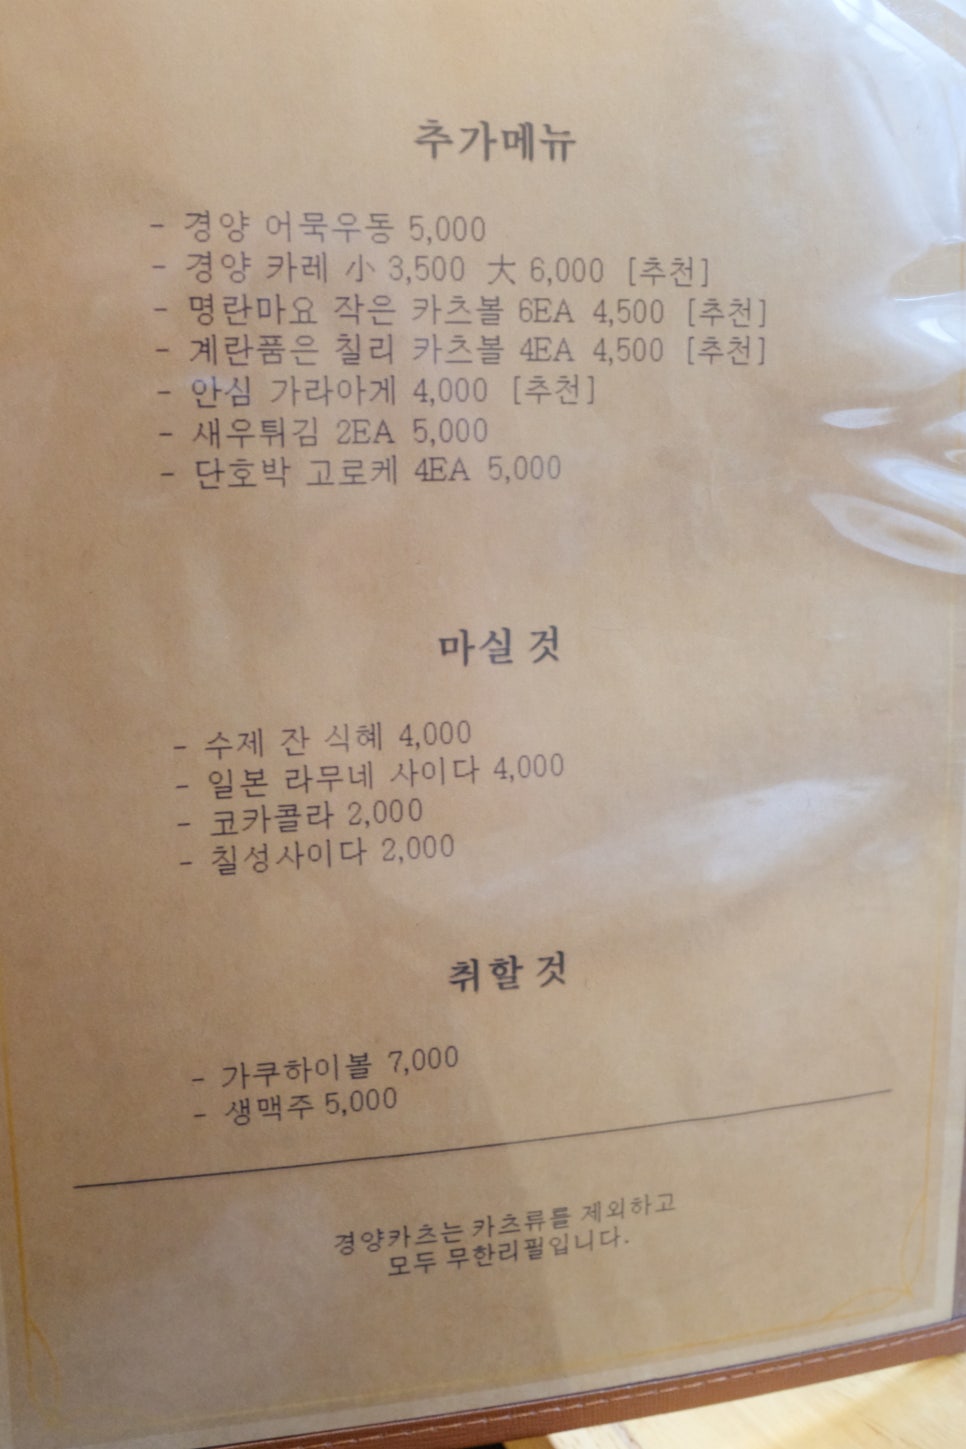 추가메뉴
- 경양 어묵우동 5,000
- 경양 카레 小 3,500 大 6,000 [추천]
- 명란마요 작은 카츠볼 6EA 4,500 [추천]
- 계란품은 칠리 카츠볼 4EA 4,500 [추천]
- 안심 가라아게 4,000 [추천]
- 새우튀김 2EA 5,000
- 단호박 고로케 4EA 5,000
마실 것
- 수제 잔 식혜 4,000
- 일본 라무네 사이다 4,000
- 코카콜라 2,000
- 칠성사이다 2,000
취할 것
- 가쿠하이볼 7,000
- 생맥주 5,000
경양카츠는 카츠류를 제외하고
모두 무한리필입니다.